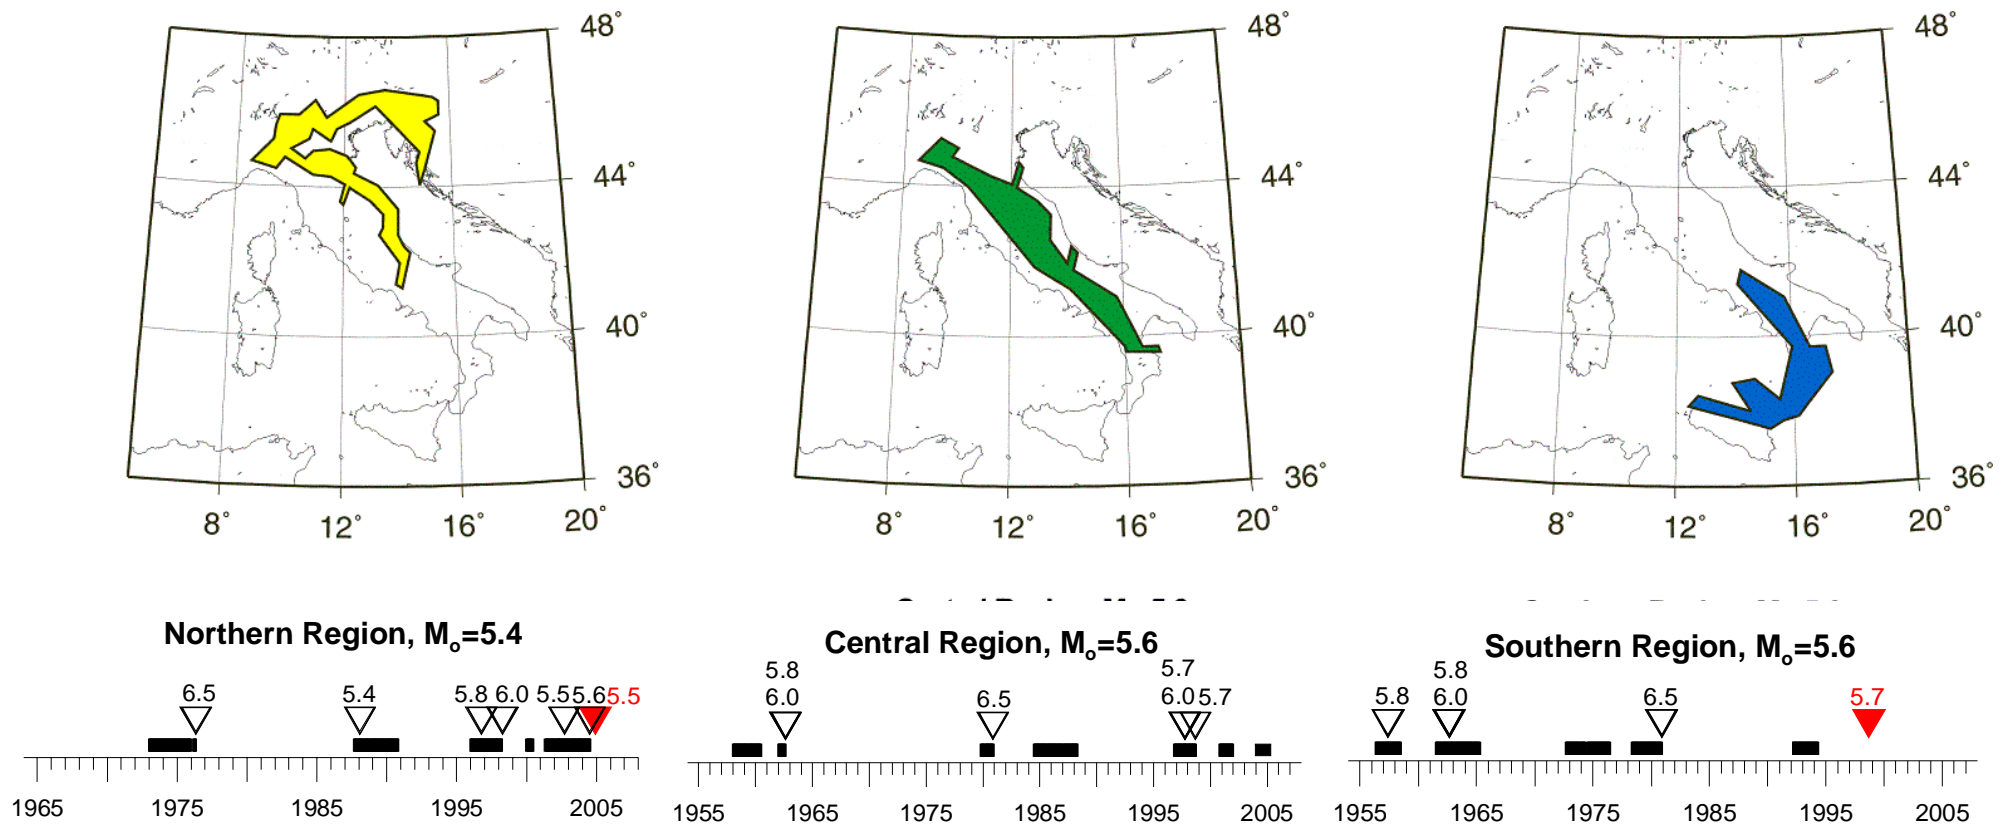 48°
44°
40°
36°
8° 12° 16° 20°
48°
44°
40°
36°
8° 12° 16° 20°
48°
44°
40°
36°
8° 12° 16° 20°
Northern Region, Mo=5.4
6.5 5.4 5.8 6.0 5.5 5.6 5.5
1965 1975 1985 1995 2005
Central Region, Mo=5.6
5.8 5.7
6.0 6.5 6.0 5.7
1955 1965 1975 1985 1995 2005
Southern Region, Mo=5.6
5.8
5.8 6.0 6.5 5.7
1955 1965 1975 1985 1995 2005